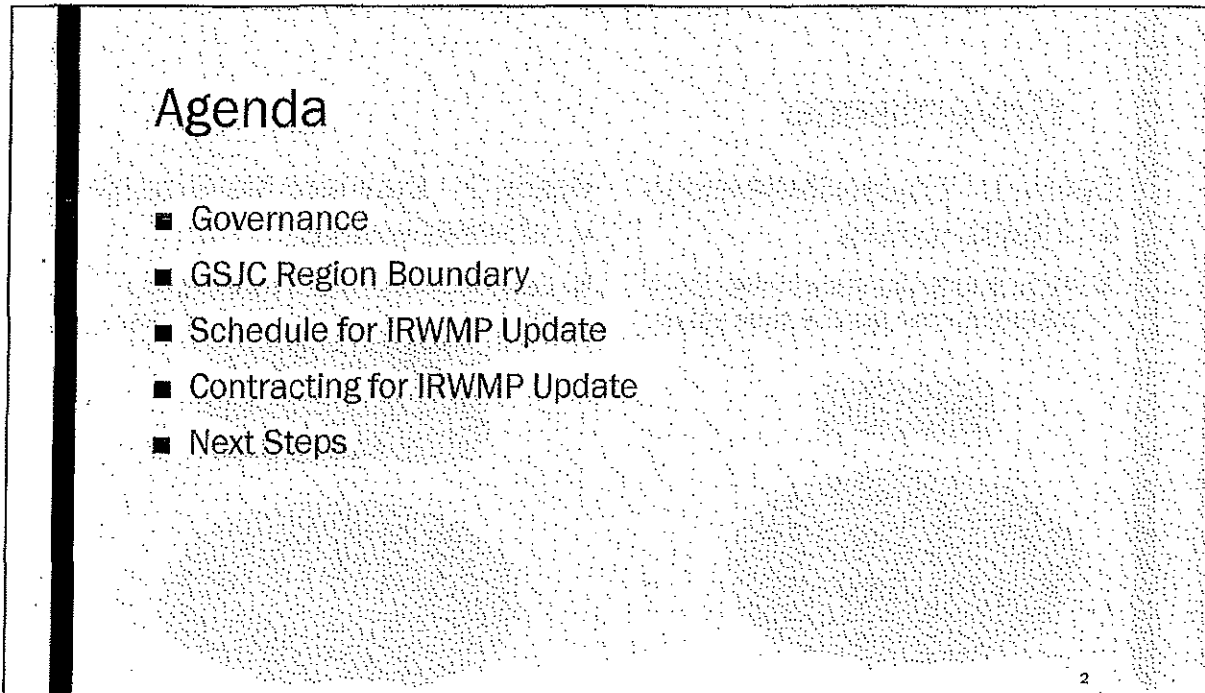 Agenda
■ Governance
■ GSJC Region Boundary
■ Schedule for IRWMP Update
■ Contracting for IRWMP Update
■ Next Steps
2